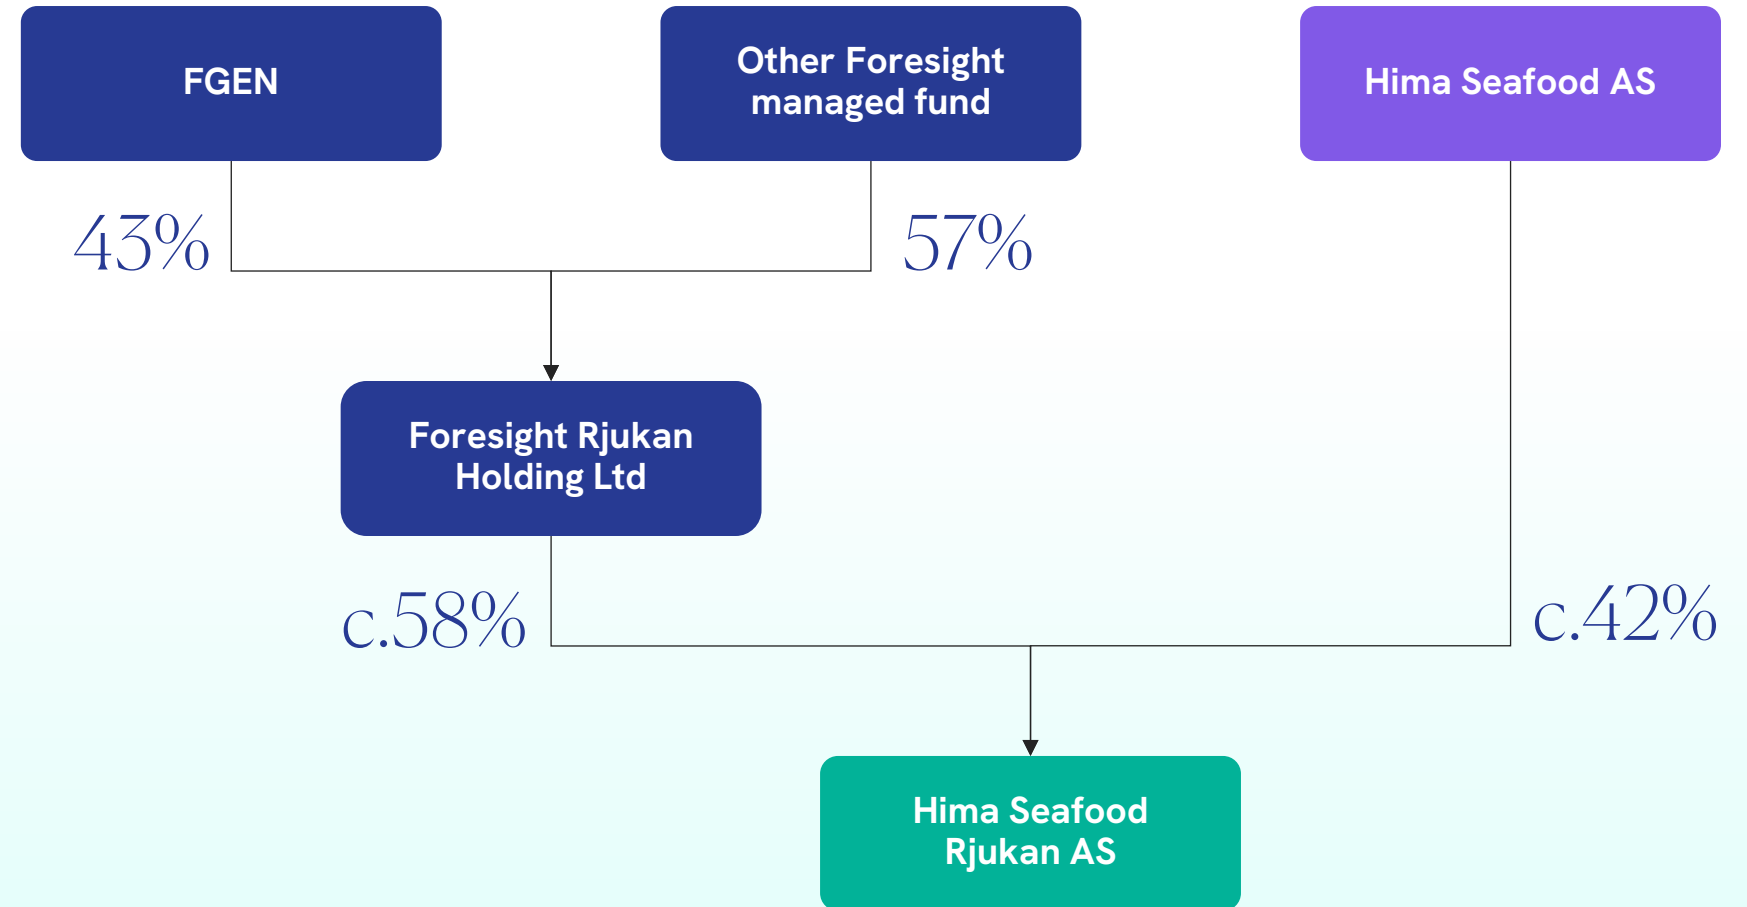 FGEN
Other Foresight
managed fund
Hima Seafood AS
43%
57%
Foresight Rjukan
Holding Ltd
c.58%
c.42%
Hima Seafood
Rjukan AS